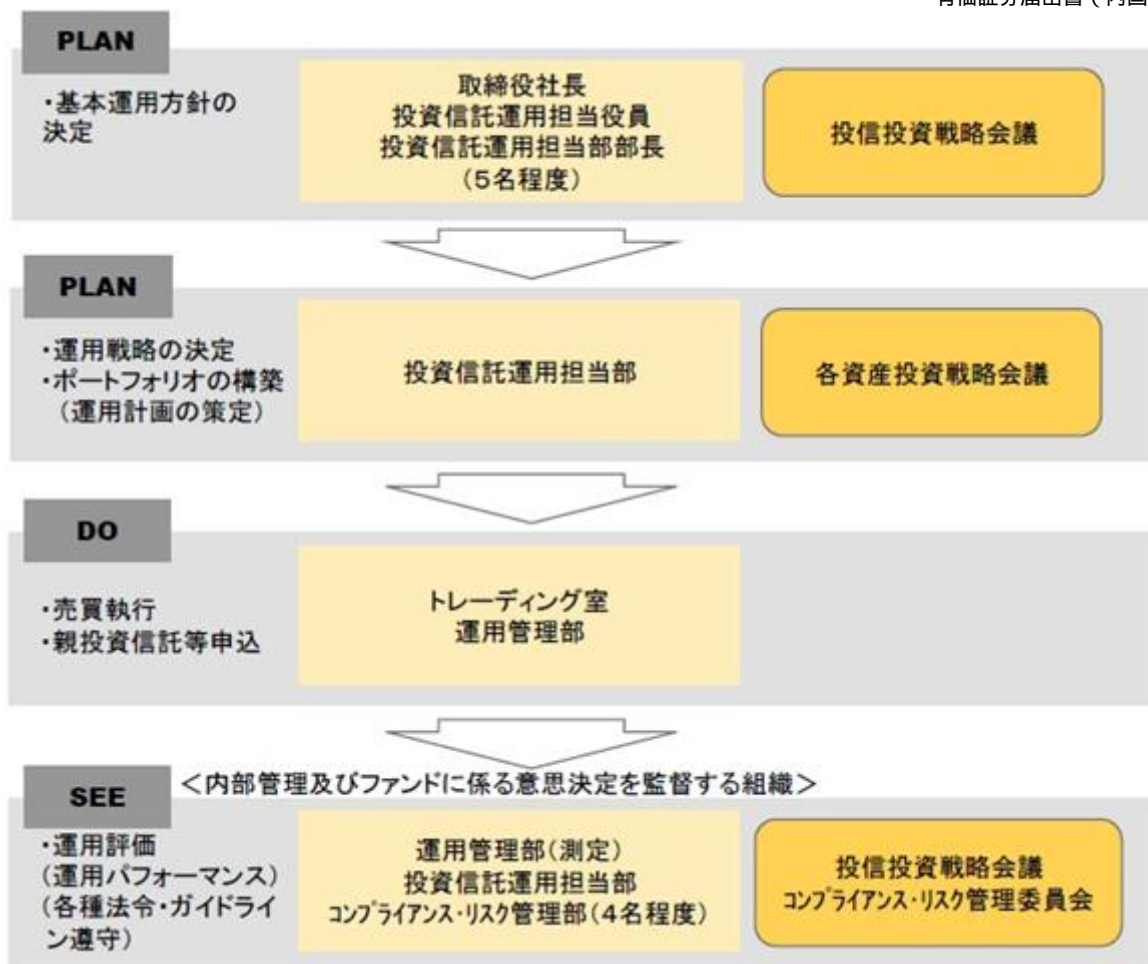 PLAN
・基本運用方針の
決定
取締役社長
投資信託運用担当役員
投資信託運用担当部部長
(5名程度)
投信投資戦略会議
PLAN
・運用戦略の決定
・ポートフォリオの構築
(運用計画の策定)
投資信託運用担当部
各資産投資戦略会議
DO
・売買執行
・親投資信託等申込
トレーディング室
運用管理部
<内部管理及びファンドに係る意思決定を監督する組織>
SEE
・運用評価
(運用パフォーマンス)
(各種法令・ガイドライ
ン遵守)
運用管理部(測定)
投資信託運用担当部
コンプライアンス・リスク管理部(4名程度)
投信投資戦略会議
コンプライアンス・リスク管理委員会